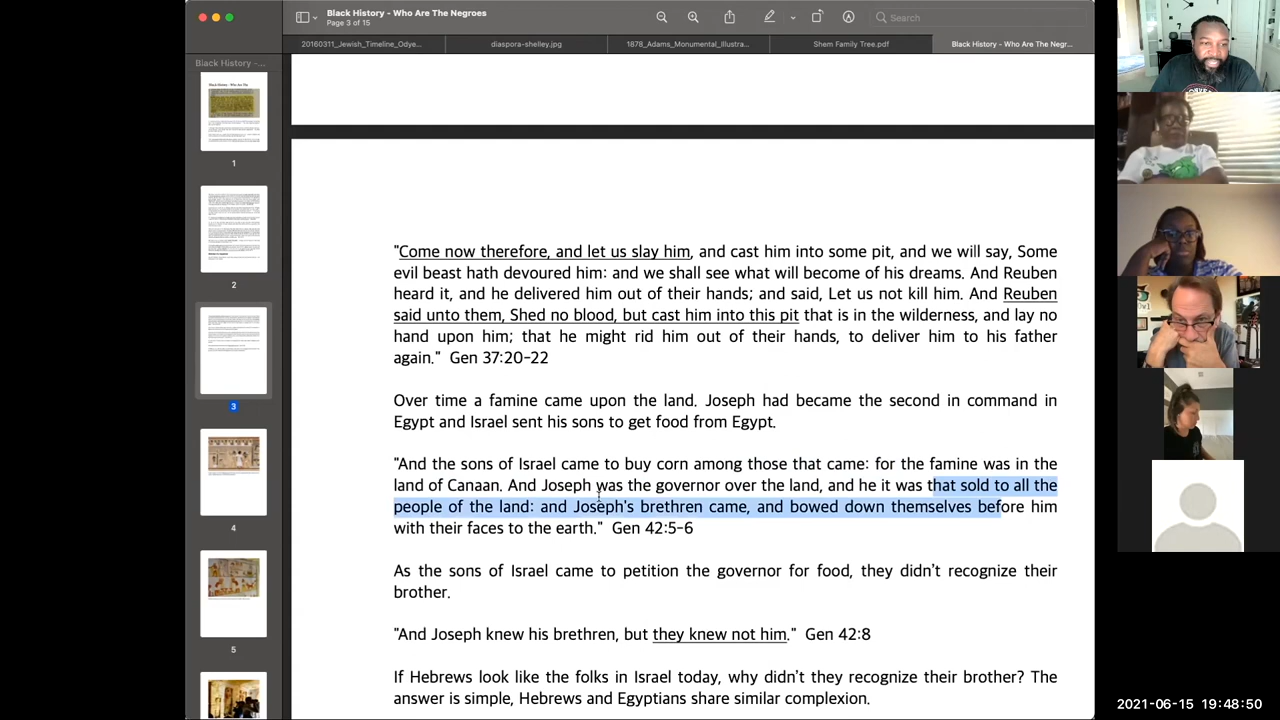 Black History - Who Are The Negroes
Page 3 of 15
Search
20160311_Jewish_Timeline_Odye...
diaspora-shelley.jpg
1878_Adams_Monumental_Illustra...
Shem Family Tree.pdf
Black History - Who Are The Negr...
Black History -...
1
2
3
4
5
"Come now therefore, and let us slay him, and cast him into some pit, and we will say, Some
evil beast hath devoured him: and we shall see what will become of his dreams. And Reuben
heard it, and he delivered him out of their hands; and said, Let us not kill him. And Reuben
said unto them, Shed no blood, but cast him into this pit that is in the wilderness, and lay no
hand upon him; that he might rid him out of their hands, to deliver him to his father
again." Gen 37:20-22
Over time a famine came upon the land. Joseph had became the second in command in
Egypt and Israel sent his sons to get food from Egypt.
"And the sons of Israel came to buy corn among those that came: for the famine was in the
land of Canaan. And Joseph was the governor over the land, and he it was that sold to all the
people of the land: and Joseph's brethren came, and bowed down themselves before him
with their faces to the earth." Gen 42:5-6
As the sons of Israel came to petition the governor for food, they didn't recognize their
brother.
"And Joseph knew his brethren, but they knew not him." Gen 42:8
If Hebrews look like the folks in Israel today, why didn't they recognize their brother? The
answer is simple, Hebrews and Egyptians share similar complexion.
2021-06-15 19:48:50